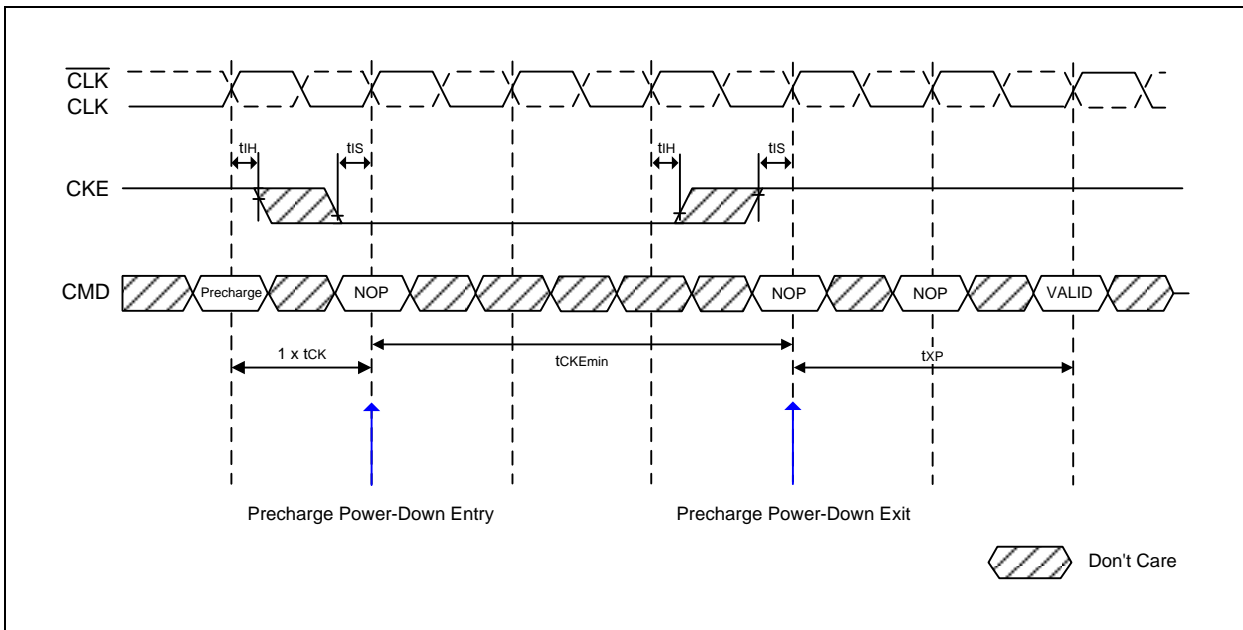 CLK
CLK
tIH
tIS
tIH
tIS
CKE
CMD
Precharge
NOP
NOP
NOP
VALID
1 x tCK
tCKEmin
tXP
Precharge Power-Down Entry
Precharge Power-Down Exit
Don't Care